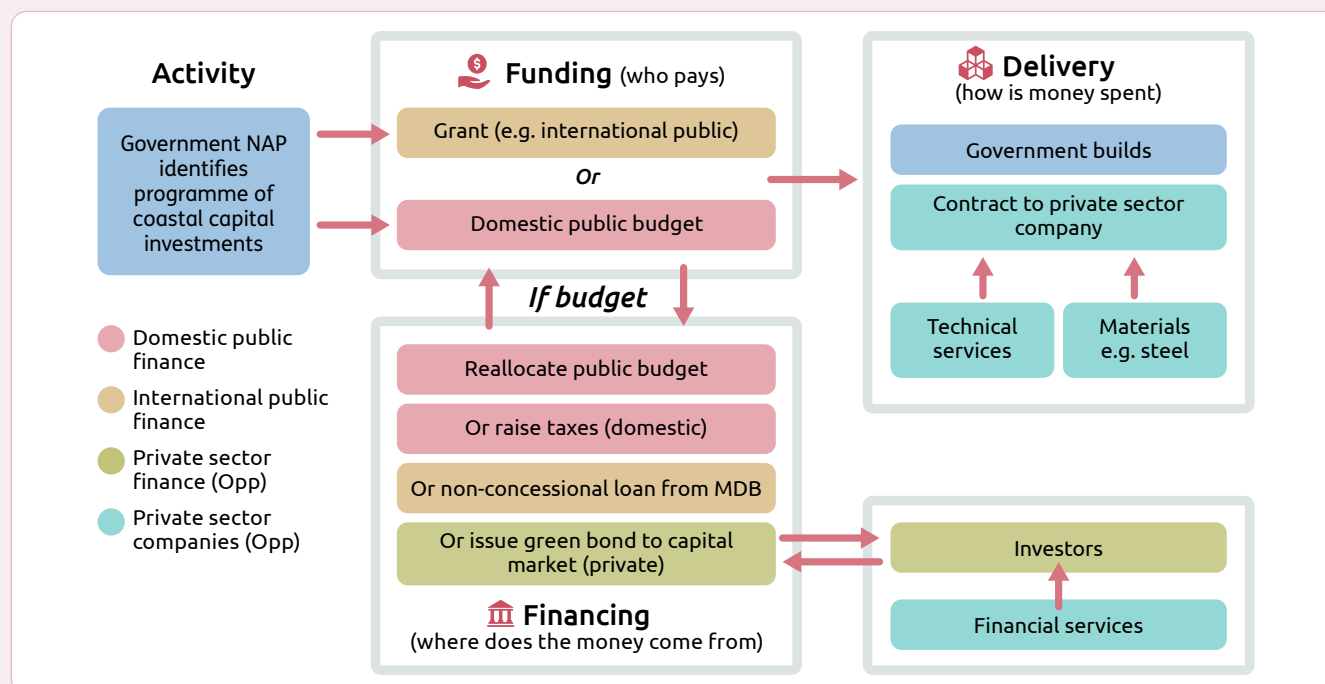 Activity
Government NAP
identifies
programme of
coastal capital
investments
Domestic public
finance
International public
finance
Private sector
finance (Opp)
Private sector
companies (Opp)
$
Funding (who pays)
Grant (e.g. international public)
Or
Domestic public budget
If budget
Reallocate public budget
Or raise taxes (domestic)
Or non-concessional loan from MDB
Or issue green bond to capital
market (private)
Financing
(where does the money come from)
Delivery
(how is money spent)
Government builds
Contract to private sector
company
Technical
services
Materials
e.g. steel
Investors
Financial services